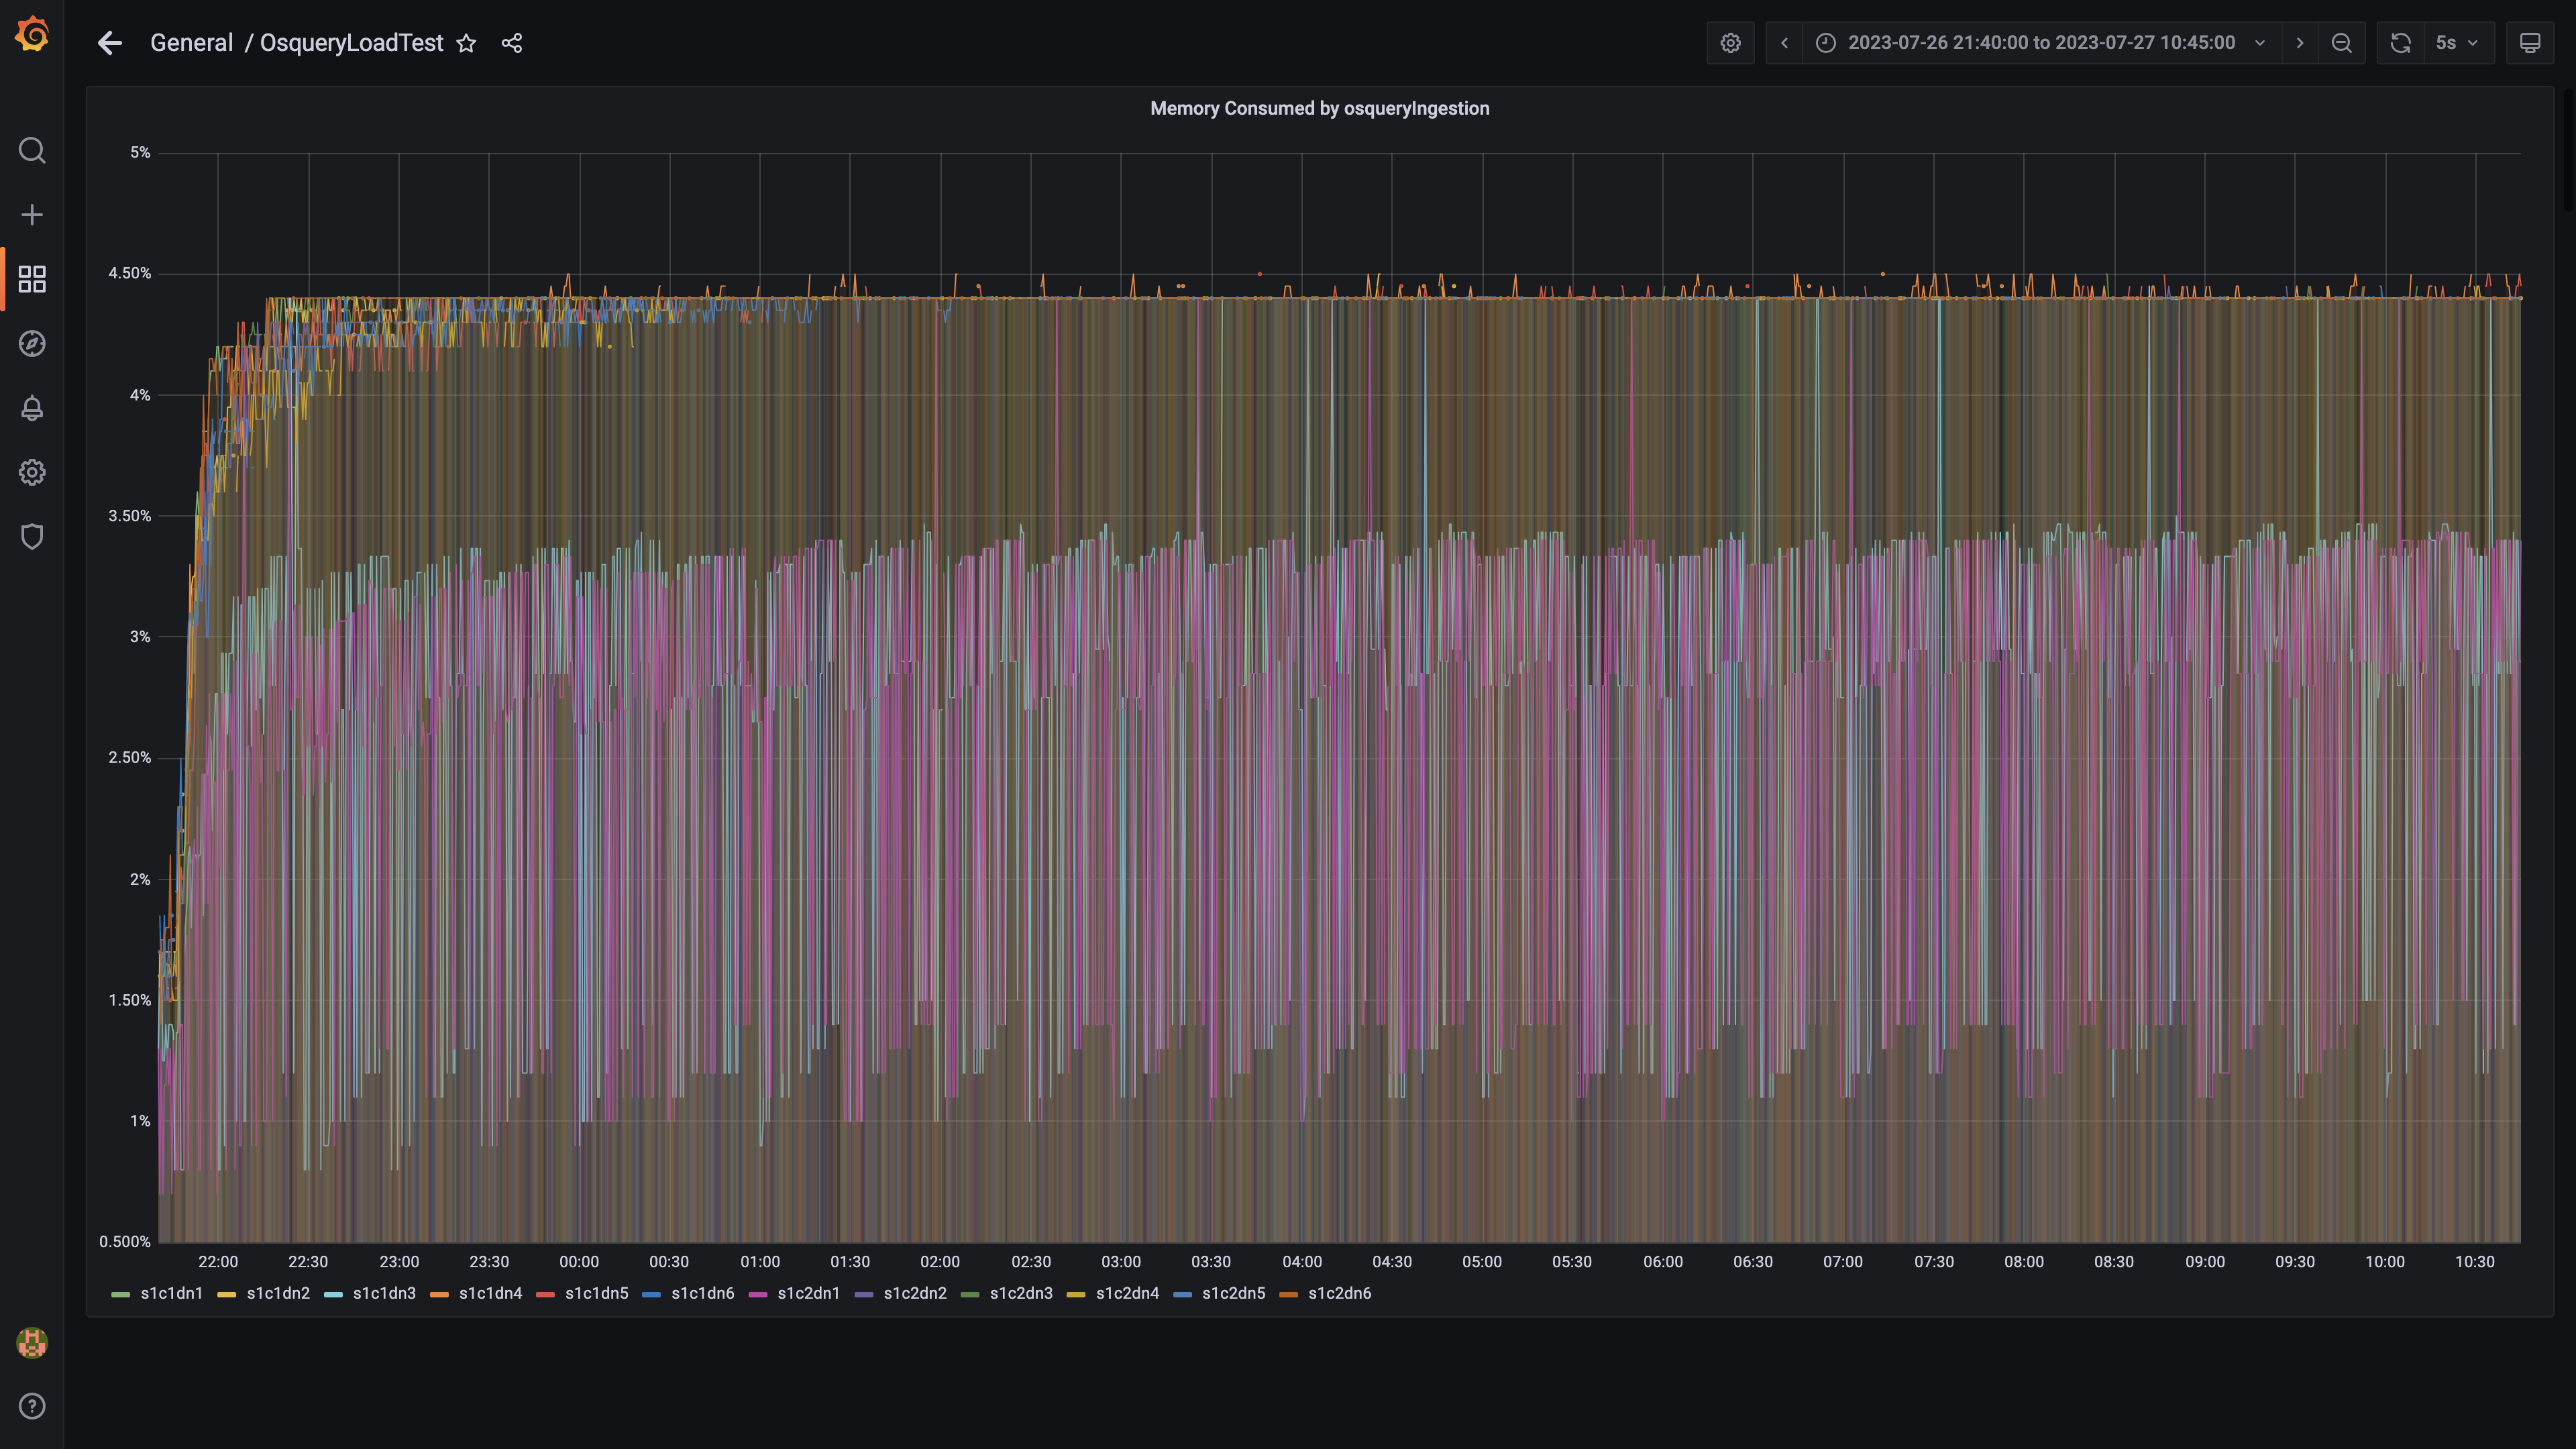 General / OsqueryLoadTest
2023-07-26 21:40:00 to 2023-07-27 10:45:00
5s
Memory Consumed by osqueryIngestion
5%
4.50%
4%
3.50%
3%
2.50%
2%
1.50%
1%
0.500%
22:00 22:30 23:00 23:30 00:00 00:30 01:00 01:30 02:00 02:30 03:00 03:30 04:00 04:30 05:00 05:30 06:00 06:30 07:00 07:30 08:00 08:30 09:00 09:30 10:00 10:30
s1c1dn1 s1c1dn2 s1c1dn3 s1c1dn4 s1c1dn5 s1c1dn6 s1c2dn1 s1c2dn2 s1c2dn3 s1c2dn4 s1c2dn5 s1c2dn6